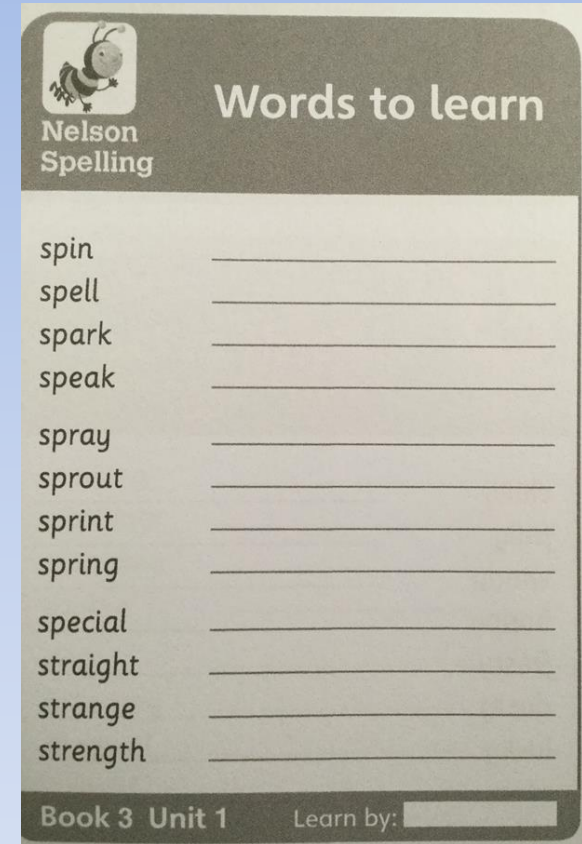 Nelson
Spelling
Words to learn
spin
spell
spark
speak
spray
sprout
sprint
spring
special
straight
strange
strength
Book 3 Unit 1 Learn by: